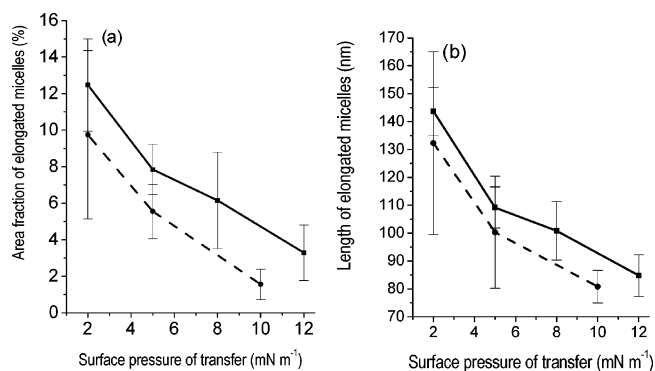 (a)
Area fraction of elongated micelles (%)
16
14
12
10
8
6
4
2
0
2 4 6 8 10 12
Surface pressure of transfer (mN m⁻¹)
(b)
Length of elongated micelles (nm)
170
160
150
140
130
120
110
100
90
80
70
2 4 6 8 10 12
Surface pressure of transfer (mN m⁻¹)